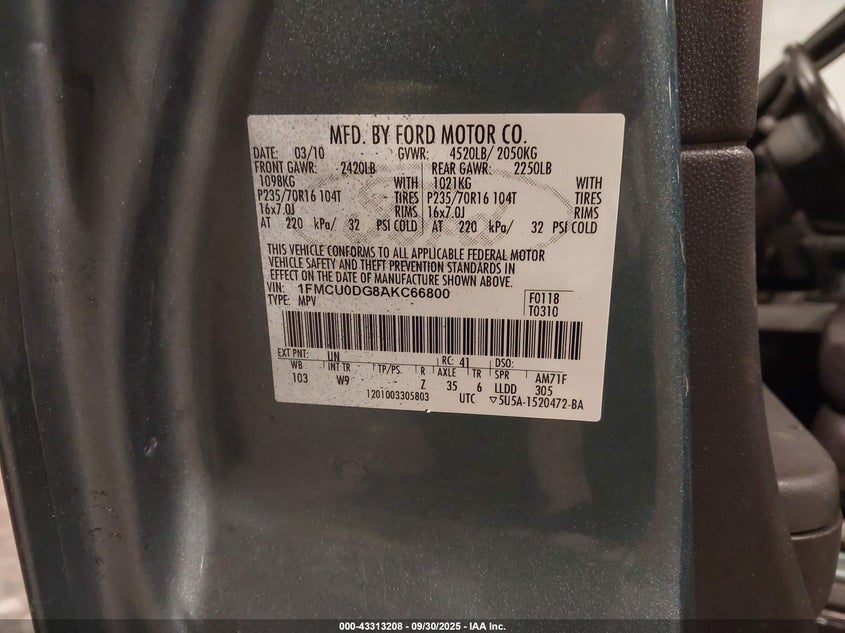 MFD. BY FORD MOTOR CO.
DATE: 03/10 GVWR: 4520LB/ 2050KG
FRONT GAWR: 2420LB REAR GAWR: 2250LB
1098KG WITH 1021KG WITH
P235/70R16 104T TIRES P235/70R16 104T TIRES
16x7.0J RIMS 16x7.0J RIMS
AT 220 kPa/ 32 PSI COLD AT 220 kPa/ 32 PSI COLD
THIS VEHICLE CONFORMS TO ALL APPLICABLE FEDERAL MOTOR
VEHICLE SAFETY AND THEFT PREVENTION STANDARDS IN
EFFECT ON THE DATE OF MANUFACTURE SHOWN ABOVE.
VIN: 1FMCU0DG8AKC66800 F0118
TYPE: MPV T0310
EXT PNT: UN RC: 41 DSO:
WB INT TR TP/PS R AXLE TR SPR AM71F
103 W9 Z 35 6 LLDD 305
1201003305803 UTC ▽5U5A-1520472-BA
000-43313208 - 09/30/2025 - IAA Inc.